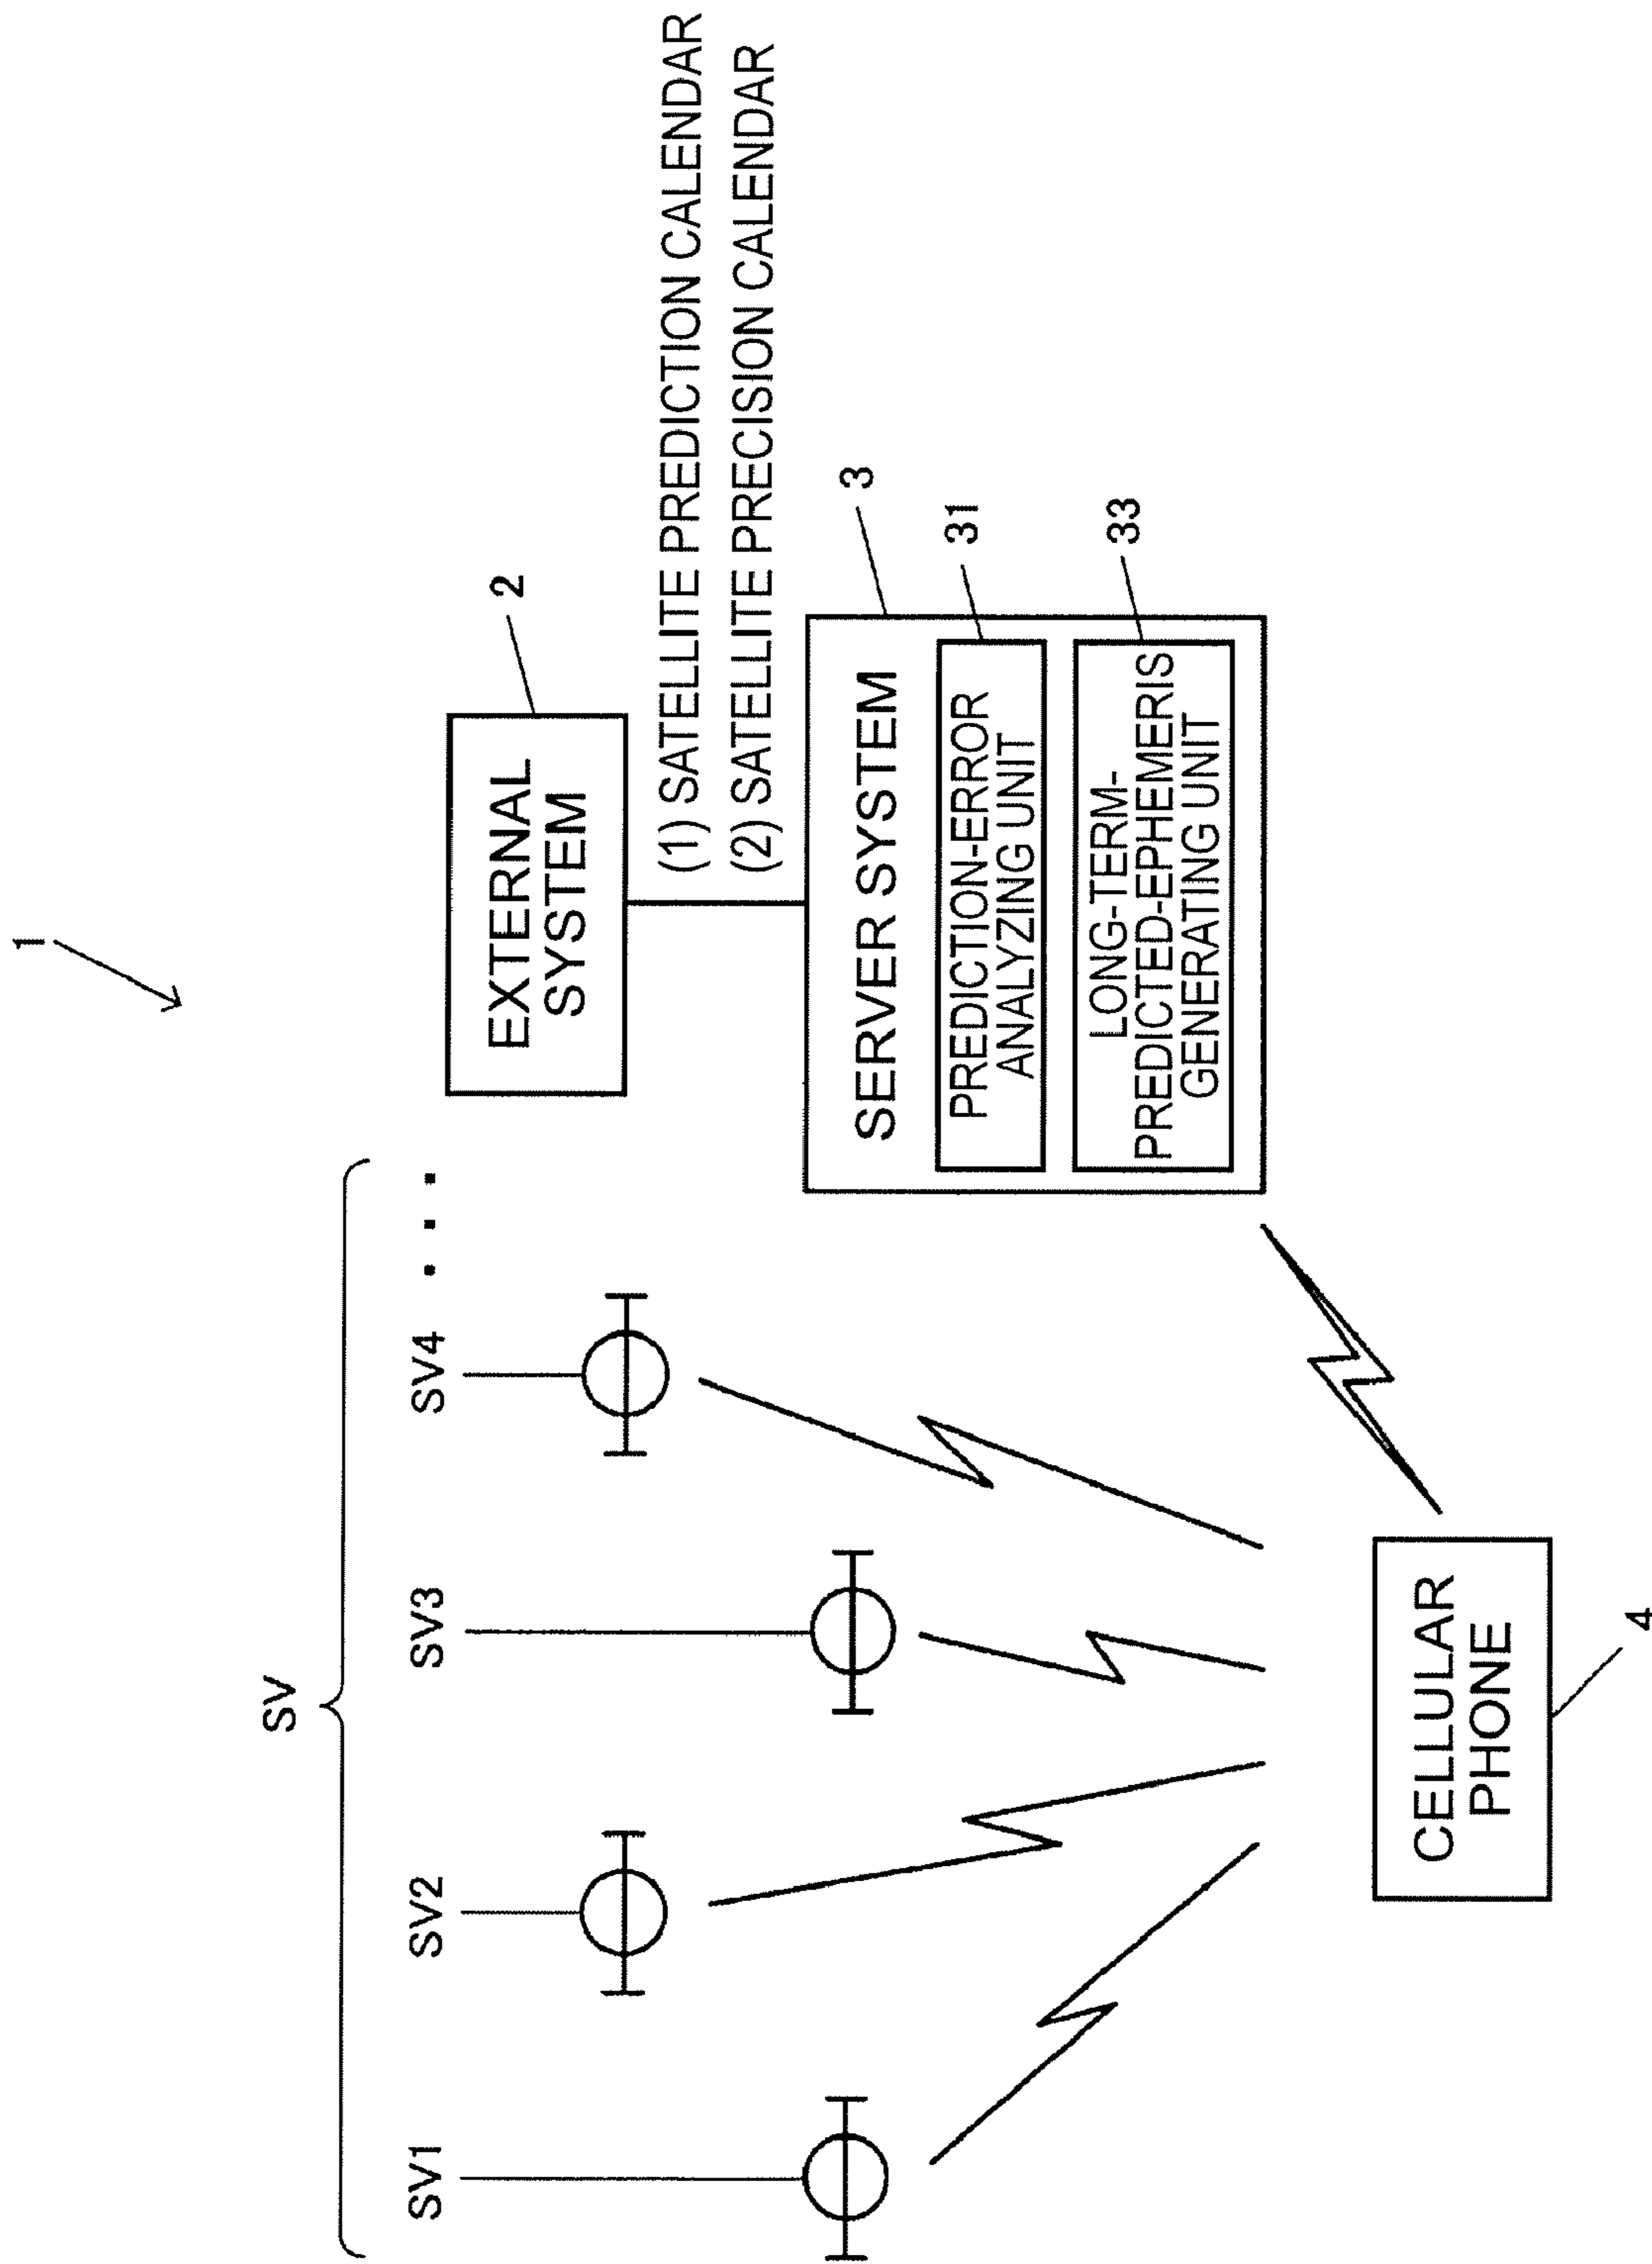 1
SV
SV1
SV2
SV3
SV4
. . .
EXTERNAL
SYSTEM
2
(1) SATELLITE PREDICTION CALENDAR
(2) SATELLITE PRECISION CALENDAR
3
SERVER SYSTEM
PREDICTION-ERROR
ANALYZING UNIT
31
LONG-TERM-
PREDICTED-EPHEMERIS
GENERATING UNIT
33
CELLULAR
PHONE
4